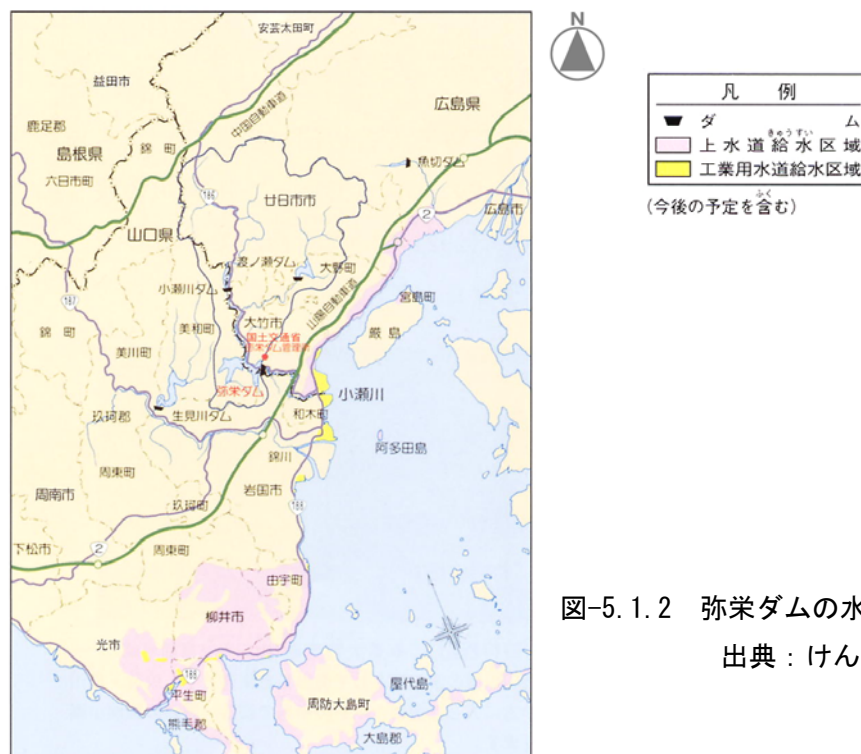 安芸太田町
益田市
広島県
中国自動車道
鹿足郡
島根県
錦町
六日市町
186
廿日市市
魚切ダム
広島市
2
山口県
渡ノ瀬ダム
大野町
小瀬川ダム
山陽自動車道
宮島町
187
大竹市
厳島
錦町
美和町
国土交通省
美川町
弥栄ダム
小瀬川
玖珂郡
生見川ダム
和木町
阿多田島
錦川
周東町
岩国市
周南市
玖珂町
188
下松市
2
周東町
由宇町
柳井市
光市
188
平生町
屋代島
周防大島町
熊毛郡
大島郡
N
凡例
ダム
きゅうすい
上水道給水区域
工業用水道給水区域
ふく
(今後の予定を含む)
図-5.1.2 弥栄ダムの水
出典:けん